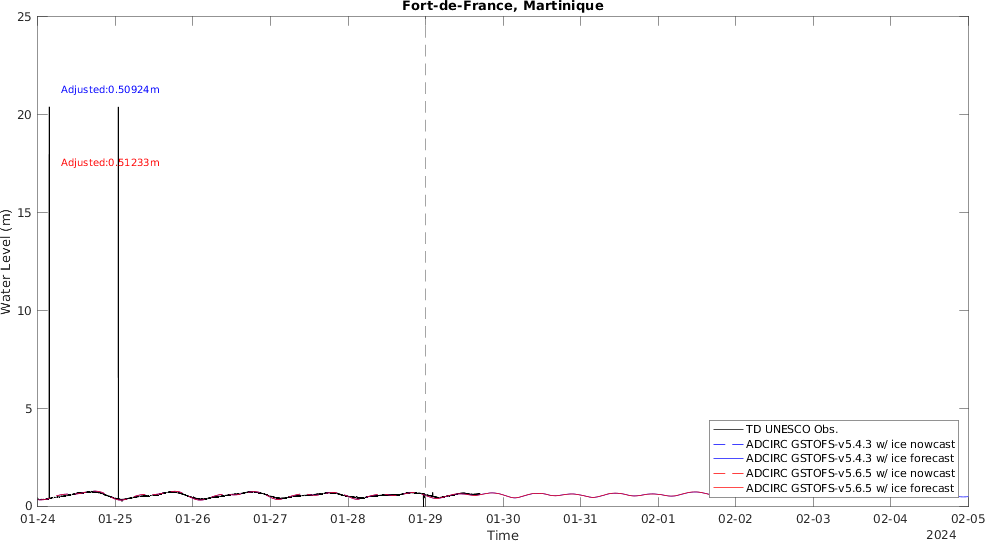 Fort-de-France, Martinique
25
20
15
10
5
0
Water Level (m)
Adjusted:0.50924m
Adjusted:0.51233m
TD UNESCO Obs.
ADCIRC GSTOFS-v5.4.3 w/ ice nowcast
ADCIRC GSTOFS-v5.4.3 w/ ice forecast
ADCIRC GSTOFS-v5.6.5 w/ ice nowcast
ADCIRC GSTOFS-v5.6.5 w/ ice forecast
01-24 01-25 01-26 01-27 01-28 01-29 01-30 01-31 02-01 02-02 02-03 02-04 02-05
Time
2024